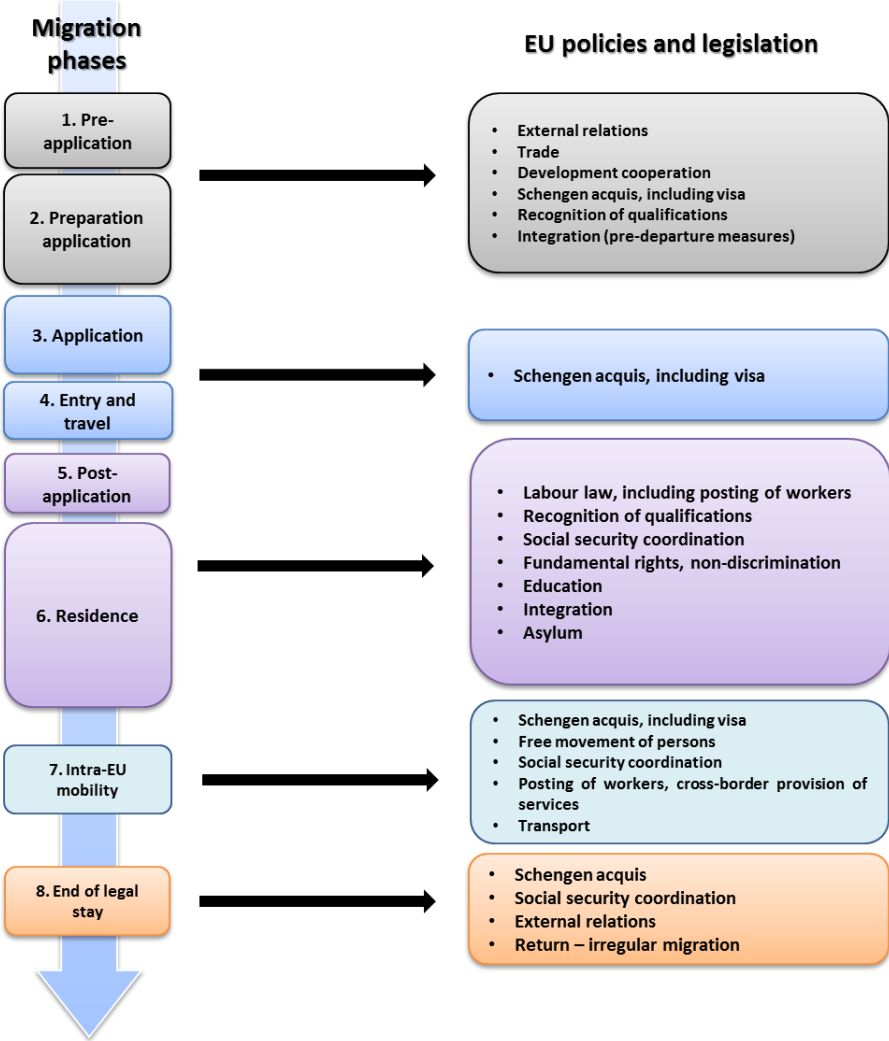 Migration
phases
EU policies and legislation
1. Pre-
application
2. Preparation
application
• External relations
• Trade
• Development cooperation
• Schengen acquis, including visa
• Recognition of qualifications
• Integration (pre-departure measures)
3. Application
4. Entry and
travel
• Schengen acquis, including visa
5. Post-
application
6. Residence
• Labour law, including posting of workers
• Recognition of qualifications
• Social security coordination
• Fundamental rights, non-discrimination
• Education
• Integration
• Asylum
7. Intra-EU
mobility
• Schengen acquis, including visa
• Free movement of persons
• Social security coordination
• Posting of workers, cross-border provision of
services
• Transport
8. End of legal
stay
• Schengen acquis
• Social security coordination
• External relations
• Return – irregular migration